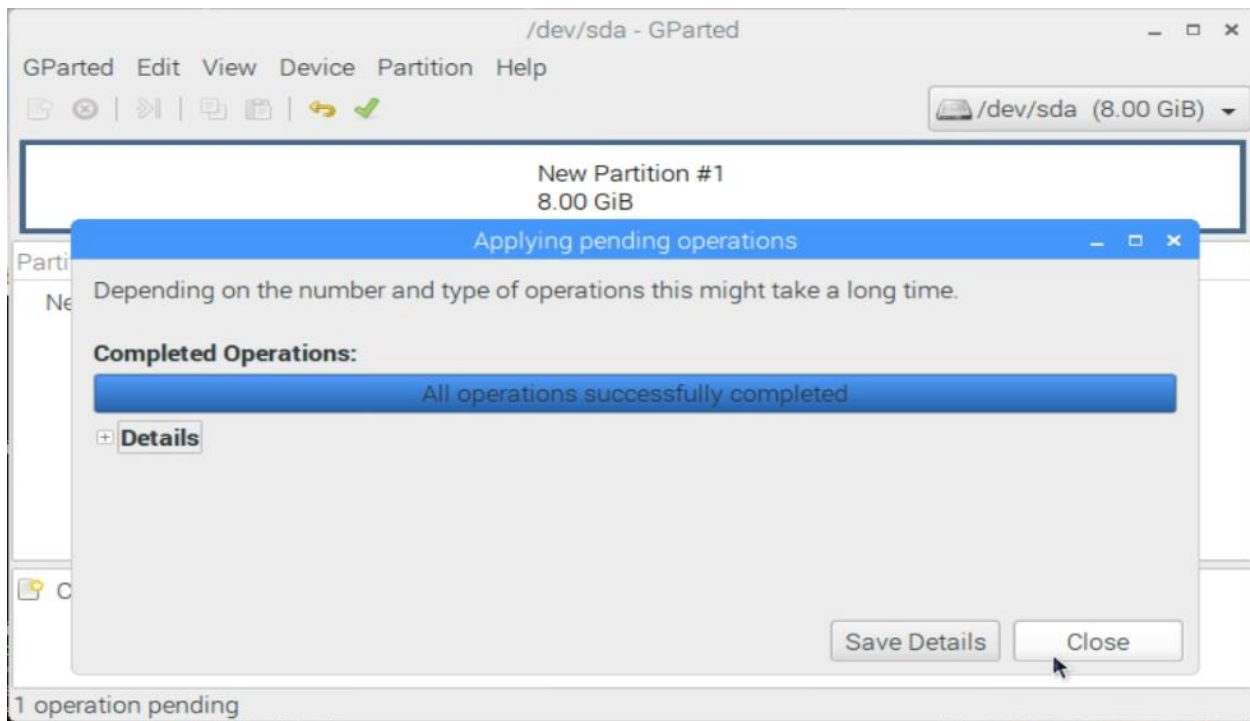 /dev/sda - GParted
GParted Edit View Device Partition Help
/dev/sda (8.00 GiB)
New Partition #1
8.00 GiB
Applying pending operations
Parti
Ne
Depending on the number and type of operations this might take a long time.
Completed Operations:
All operations successfully completed
Details
C
Save Details Close
1 operation pending